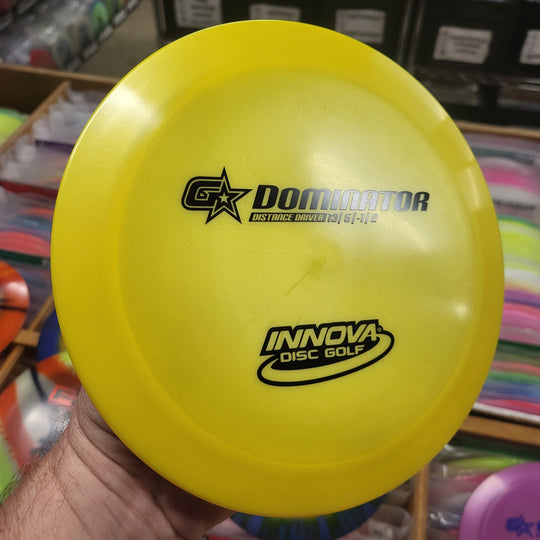 G DOMINATOR
DISTANCE DRIVER | 13 | 5 | -1 | 2
INNOVA®
DISC GOLF
G